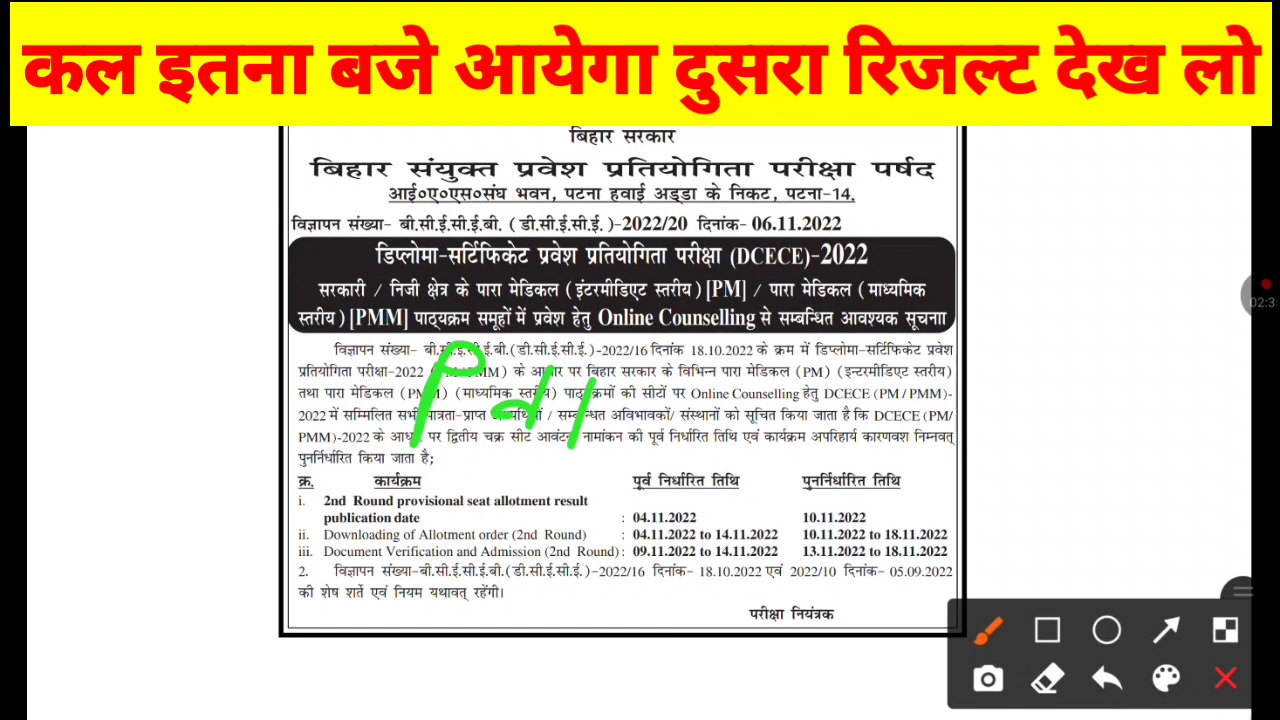 कल इतना बजे आयेगा दुसरा रिजल्ट देख लो
बिहार सरकार
बिहार संयुक्त प्रवेश प्रतियोगिता परीक्षा पर्षद
आई०ए०एस०संघ भवन, पटना हवाई अड्डा के निकट, पटना-14.
विज्ञापन संख्या- बी.सी.ई.सी.ई.बी. ( डी.सी.ई.सी.ई. )-2022/20 दिनांक- 06.11.2022
डिप्लोमा-सर्टिफिकेट प्रवेश प्रतियोगिता परीक्षा (DCECE)-2022
सरकारी / निजी क्षेत्र के पारा मेडिकल ( इंटरमीडिएट स्तरीय ) [PM] / पारा मेडिकल ( माध्यमिक
स्तरीय ) [PMM] पाठ्यक्रम समूहों में प्रवेश हेतु Online Counselling से सम्बन्धित आवश्यक सूचनाा
विज्ञापन संख्या- बी.सी.ई.सी.ई.बी.(डी.सी.ई.सी.ई.)-2022/16 दिनांक 18.10.2022 के क्रम में डिप्लोमा-सर्टिफिकेट प्रवेश
प्रतियोगिता परीक्षा-2022 के आधार पर बिहार सरकार के विभिन्न पारा मेडिकल (PM) (इन्टरमीडिएट स्तरीय)
तथा पारा मेडिकल (PMM) (माध्यमिक स्तरीय) पाठ्यक्रमों की सीटों पर Online Counselling हेतु DCECE (PM / PMM)-
2022 में सम्मिलित सभी पात्रता-प्राप्त अभ्यर्थियों / सम्बन्धित अविभावकों/ संस्थानों को सूचित किया जाता है कि DCECE (PM/
PMM)-2022 के आधार पर द्वितीय चक्र सीट आवंटन नामांकन की पूर्व निर्धारित तिथि एवं कार्यक्रम अपरिहार्य कारणवश निम्नवत्
पुनर्निर्धारित किया जाता है;
क्र. कार्यक्रम पूर्व निर्धारित तिथि पुनर्निर्धारित तिथि
i. 2nd Round provisional seat allotment result
publication date : 04.11.2022 10.11.2022
ii. Downloading of Allotment order (2nd Round) : 04.11.2022 to 14.11.2022 10.11.2022 to 18.11.2022
iii. Document Verification and Admission (2nd Round) : 09.11.2022 to 14.11.2022 13.11.2022 to 18.11.2022
2. विज्ञापन संख्या-बी.सी.ई.सी.ई.बी.(डी.सी.ई.सी.ई.)-2022/16 दिनांक- 18.10.2022 एवं 2022/10 दिनांक- 05.09.2022
की शेष शर्ते एवं नियम यथावत् रहेंगी।
परीक्षा नियंत्रक